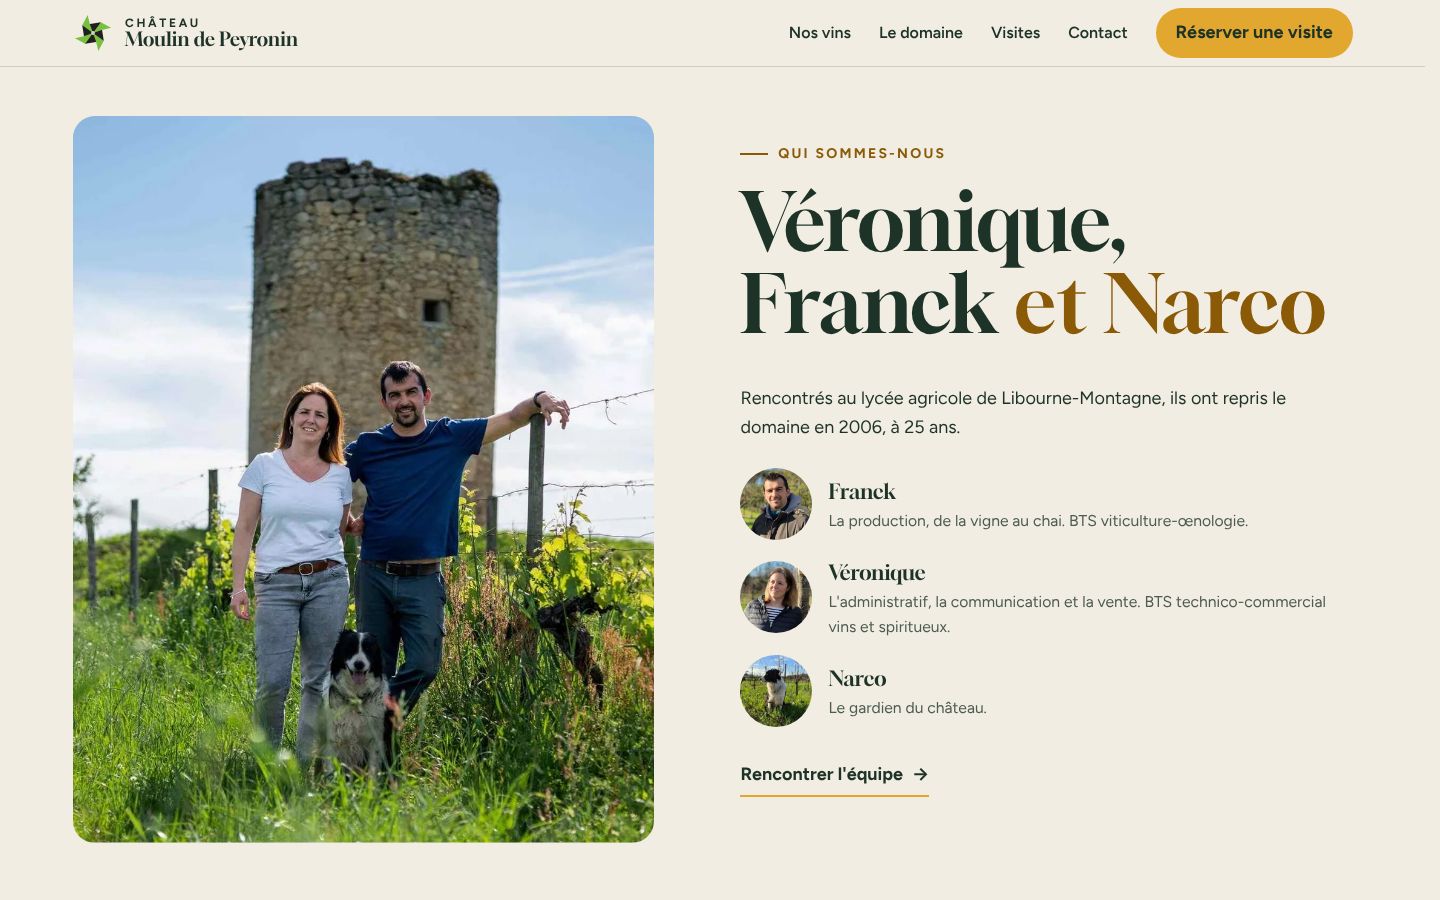 CHÂTEAU
Moulin de Peyronin
Nos vins
Le domaine
Visites
Contact
Réserver une visite
QUI SOMMES-NOUS
Véronique,
Franck et Narco
Rencontrés au lycée agricole de Libourne-Montagne, ils ont repris le
domaine en 2006, à 25 ans.
Franck
La production, de la vigne au chai. BTS viticulture-œnologie.
Véronique
L'administratif, la communication et la vente. BTS technico-commercial
vins et spiritueux.
Narco
Le gardien du château.
Rencontrer l'équipe →